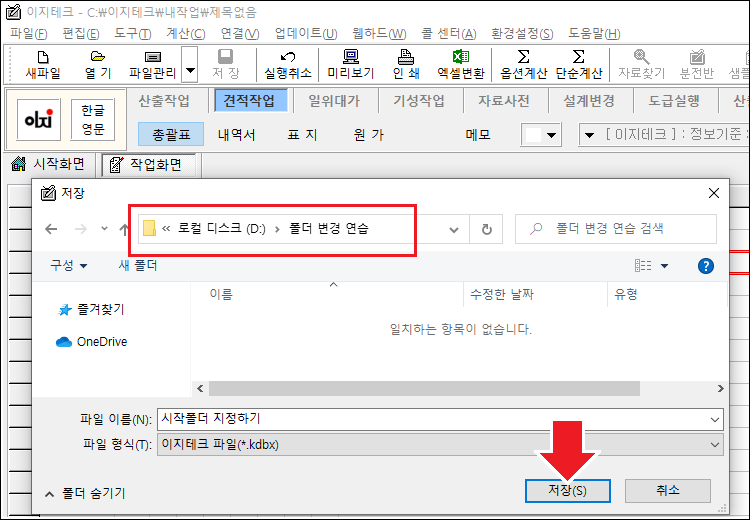 이지테크 - C:₩이지테크₩내작업₩제목없음
파일(F) 편집(E) 도구(T) 계산(C) 연결(V) 업데이트(U) 웹하드(W) 콜 센터(A) 환경설정(S) 도움말(H)
새파일 열 기 파일관리 저 장 실행취소 미리보기 인 쇄 엑셀변환 옵션계산 단순계산 자료찾기 분전반
이지 한글 영문
산출작업 견적작업 일위대가 기성작업 자료사전 설계변경 도급실행
총괄표 내역서 표 지 원 가 메모 [ 이지테크 ] : 정보기준 :
시작화면 작업화면
저장
« 로컬 디스크 (D:) › 폴더 변경 연습
폴더 변경 연습 검색
구성 새 폴더
이름 수정한 날짜 유형
즐겨찾기
일치하는 항목이 없습니다.
OneDrive
파일 이름(N): 시작폴더 지정하기
파일 형식(T): 이지테크 파일(*.kdbx)
폴더 숨기기 저장(S) 취소